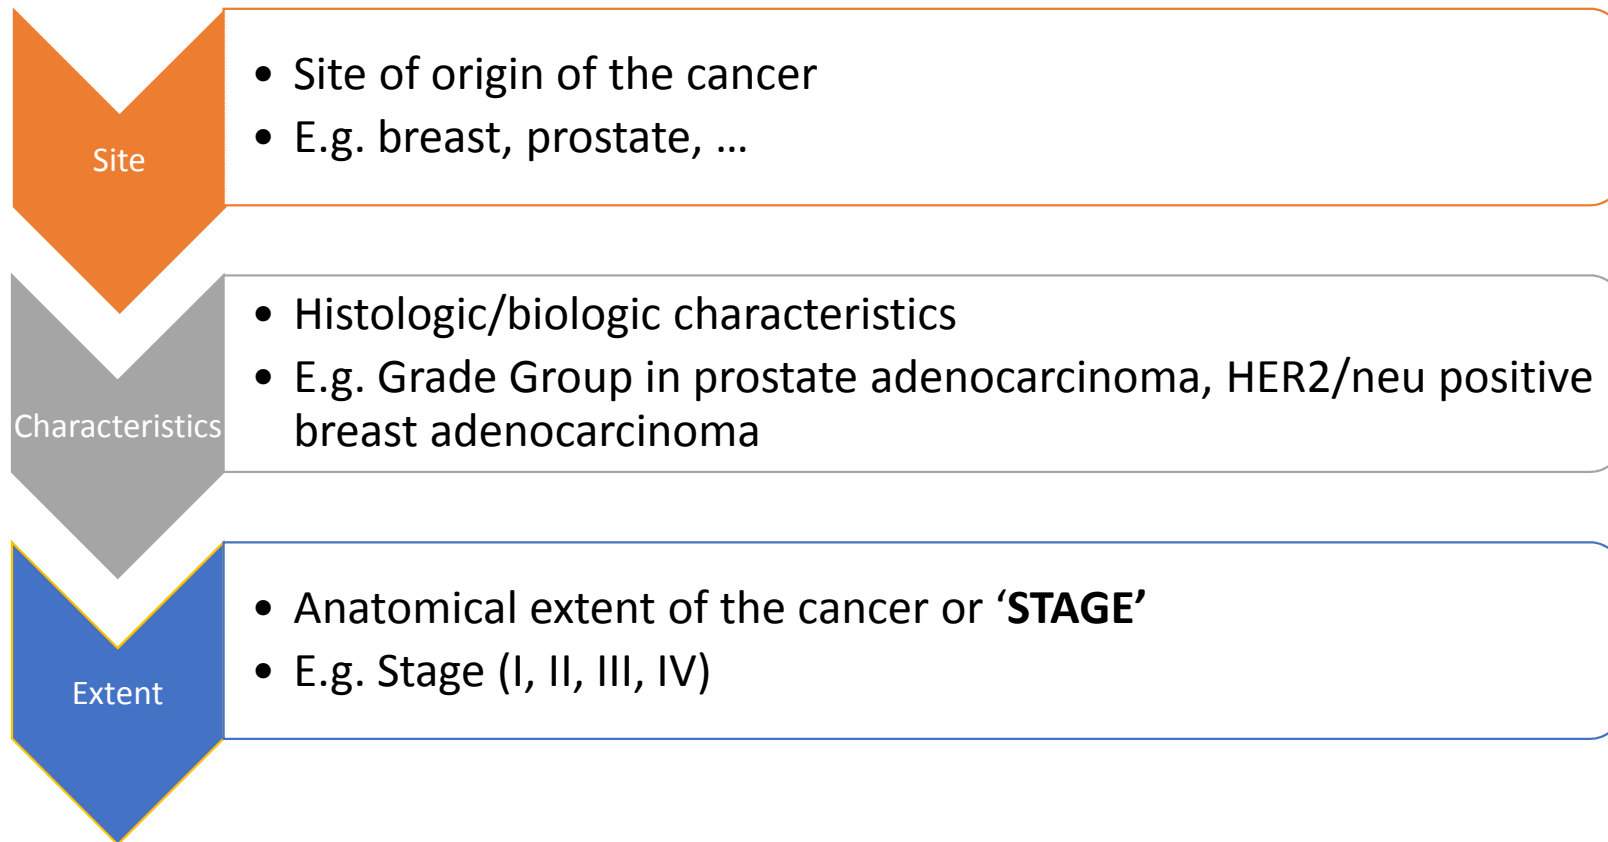 Site
• Site of origin of the cancer
• E.g. breast, prostate, …
Characteristics
• Histologic/biologic characteristics
• E.g. Grade Group in prostate adenocarcinoma, HER2/neu positive
breast adenocarcinoma
Extent
• Anatomical extent of the cancer or ‘STAGE’
• E.g. Stage (I, II, III, IV)